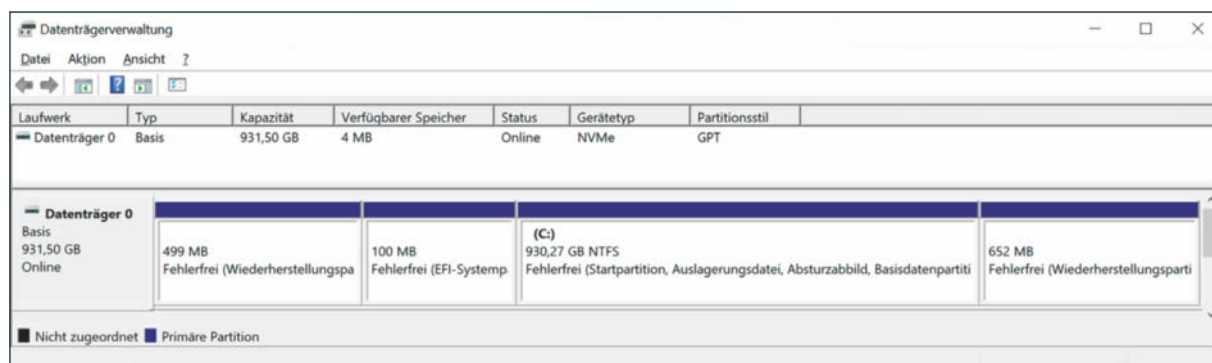 Datenträgerverwaltung
Datei Aktion Ansicht ?
Laufwerk Typ Kapazität Verfügbarer Speicher Status Gerätetyp Partitionsstil
Datenträger 0 Basis 931,50 GB 4 MB Online NVMe GPT
Datenträger 0
Basis
931,50 GB
Online
499 MB
Fehlerfrei (Wiederherstellungspa
100 MB
Fehlerfrei (EFI-Systemp
(C:)
930,27 GB NTFS
Fehlerfrei (Startpartition, Auslagerungsdatei, Absturzabbild, Basisdatenpartiti
652 MB
Fehlerfrei (Wiederherstellungsparti
Nicht zugeordnet Primäre Partition